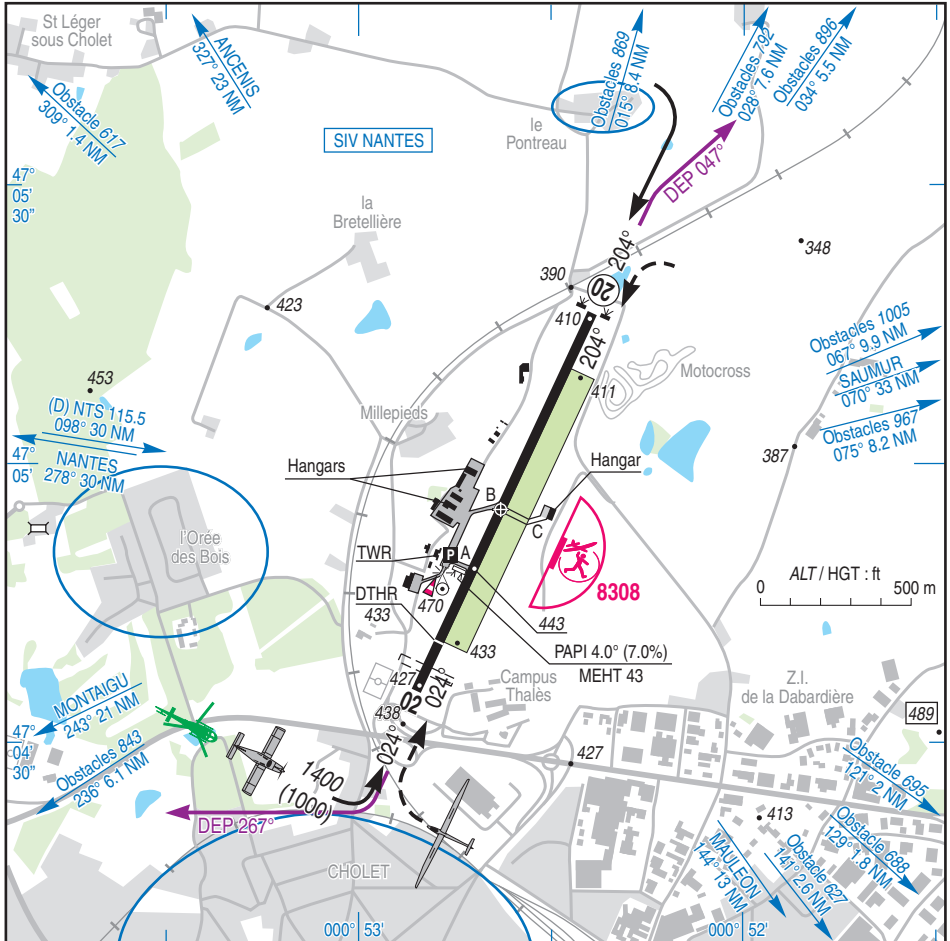 St Léger
sous Cholet
ANCENIS
327° 23 NM
Obstacle 617
309° 1.4 NM
SIV NANTES
Obstacles 869
015° 8.4 NM
Obstacles 792
028° 7.6 NM
Obstacles 896
034° 5.5 NM
le
Pontreau
DEP 047°
47°
05'
30"
la
Bretellière
204°
348
390
20
423
410
204°
Obstacles 1005
067° 9.9 NM
SAUMUR
070° 33 NM
Obstacles 967
075° 8.2 NM
Motocross
411
453
(D) NTS 115.5
098° 30 NM
NANTES
278° 30 NM
Millepieds
387
47°
05'
Hangars
Hangar
B
C
l'Orée
des Bois
TWR
P
A
8308
ALT / HGT : ft
0
500 m
DTHR
433
470
443
433
PAPI 4.0° (7.0%)
MEHT 43
427
024°
02
Campus
Thalès
Z.I.
de la Dabardière
489
MONTAIGU
243° 21 NM
438
024°
47°
04'
30"
427
Obstacles 843
236° 6.1 NM
1400
(1000)
Obstacle 695
121° 2 NM
DEP 267°
413
Obstacle 688
129° 1.8 NM
Obstacle 627
141° 2.6 NM
MAULEON
144° 13 NM
CHOLET
000° 53'
000° 52'